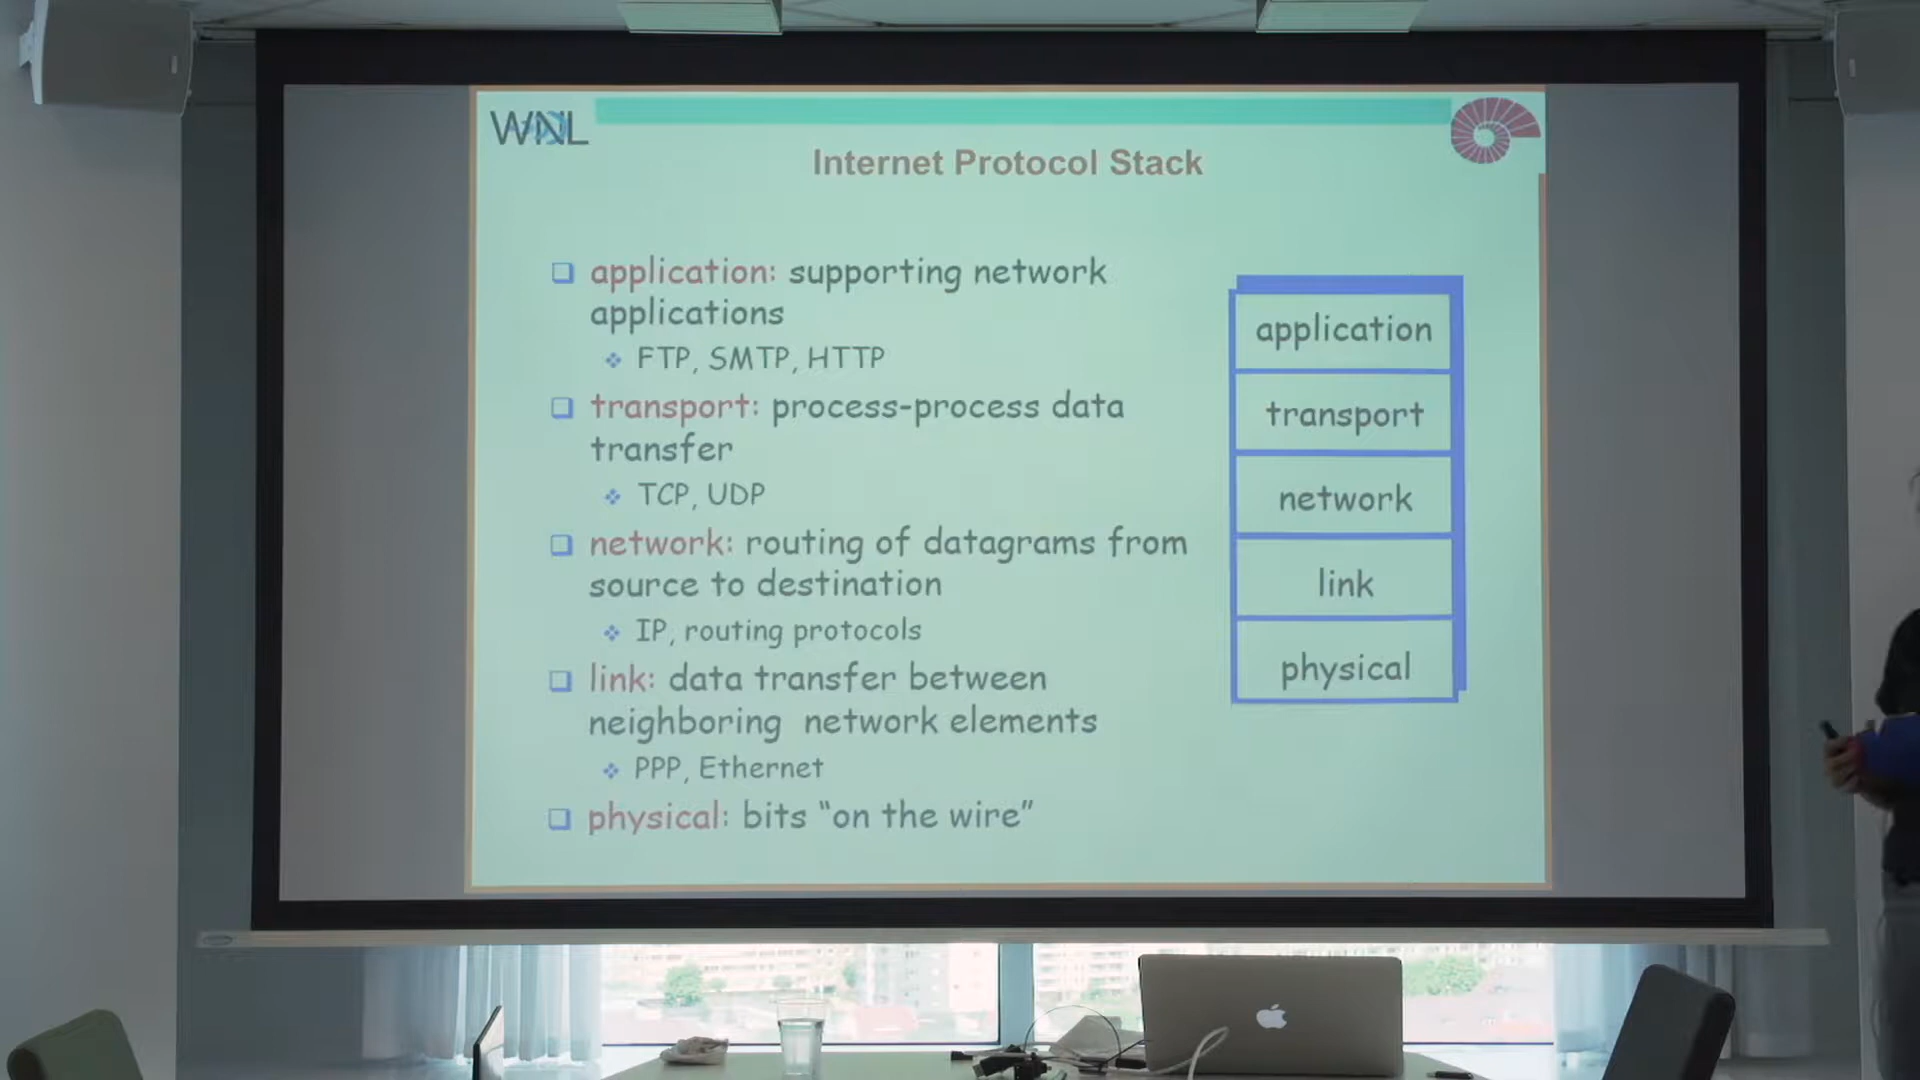 WNL
Internet Protocol Stack
application: supporting network
applications
FTP, SMTP, HTTP
transport: process-process data
transfer
TCP, UDP
network: routing of datagrams from
source to destination
IP, routing protocols
link: data transfer between
neighboring network elements
PPP, Ethernet
physical: bits “on the wire”
application
transport
network
link
physical